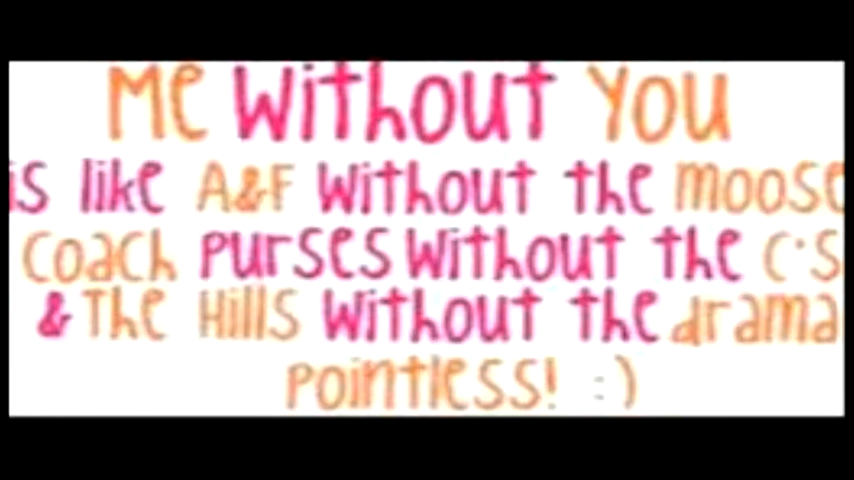 Me Without You
is like A&F Without the moose
Coach purses without the C's
& The Hills Without the drama
pointless! :)